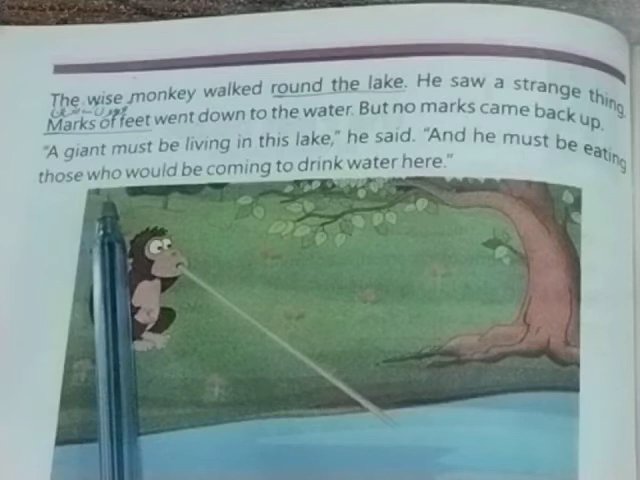 The wise monkey walked round the lake. He saw a strange thing.
Marks of feet went down to the water. But no marks came back up.
"A giant must be living in this lake," he said. "And he must be eating
those who would be coming to drink water here."